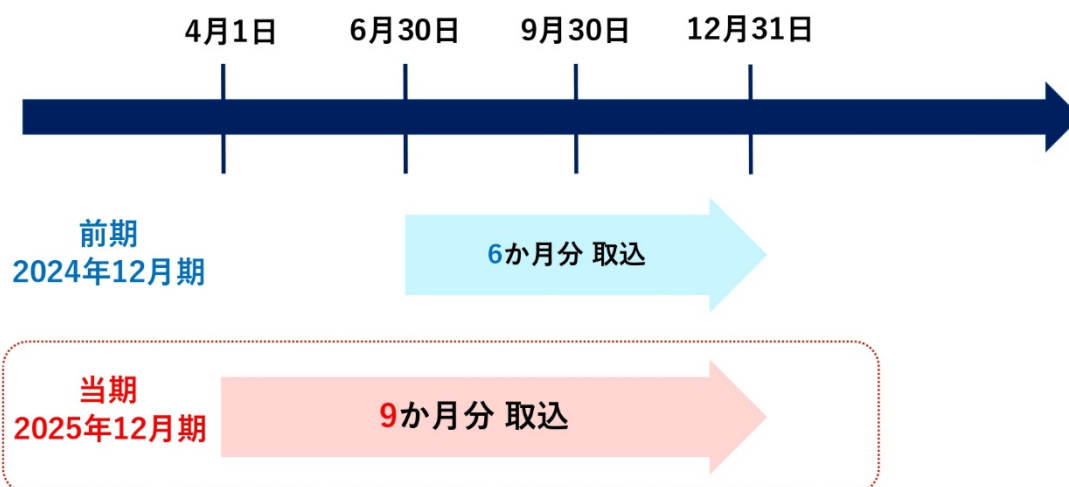 4月1日 6月30日 9月30日 12月31日
前期
2024年12月期
6か月分 取込
当期
2025年12月期
9か月分 取込